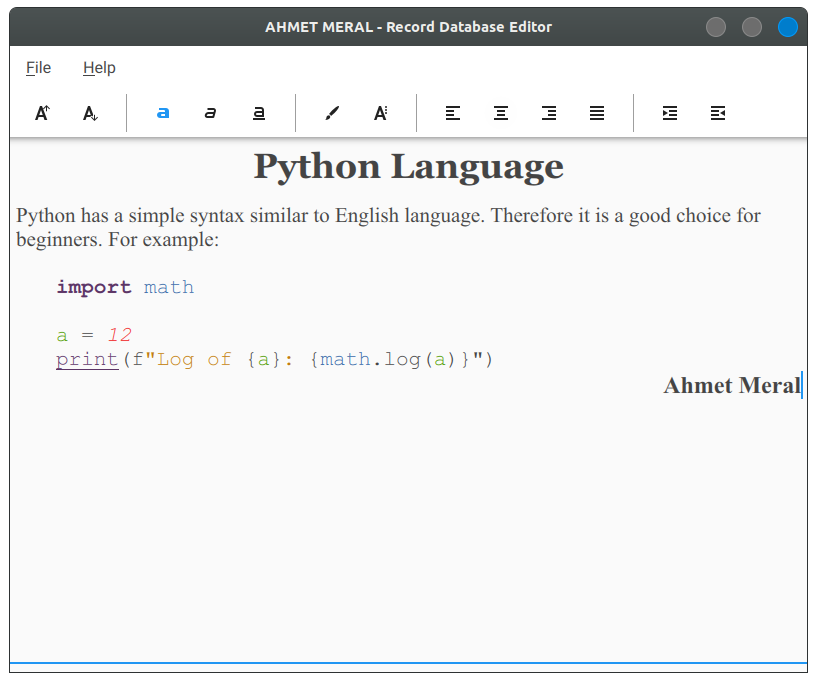 AHMET MERAL - Record Database Editor
File Help
A A a a a A
Python Language
Python has a simple syntax similar to English language. Therefore it is a good choice for
beginners. For example:
import math
a = 12
print(f"Log of {a}: {math.log(a)}")
Ahmet Meral